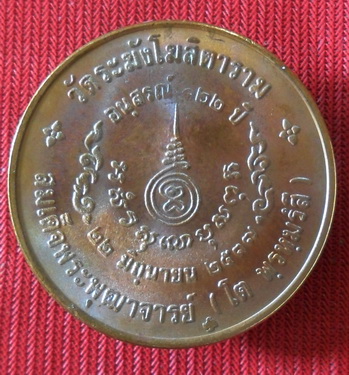 วัดระฆังโฆสิตาราม
อนุสรณ์ ๑๒๒ ปี
๒๒ มิถุนายน ๒๕๓๗
สมเด็จพระพุฒาจารย์ (โต พฺรหฺมรํสี)